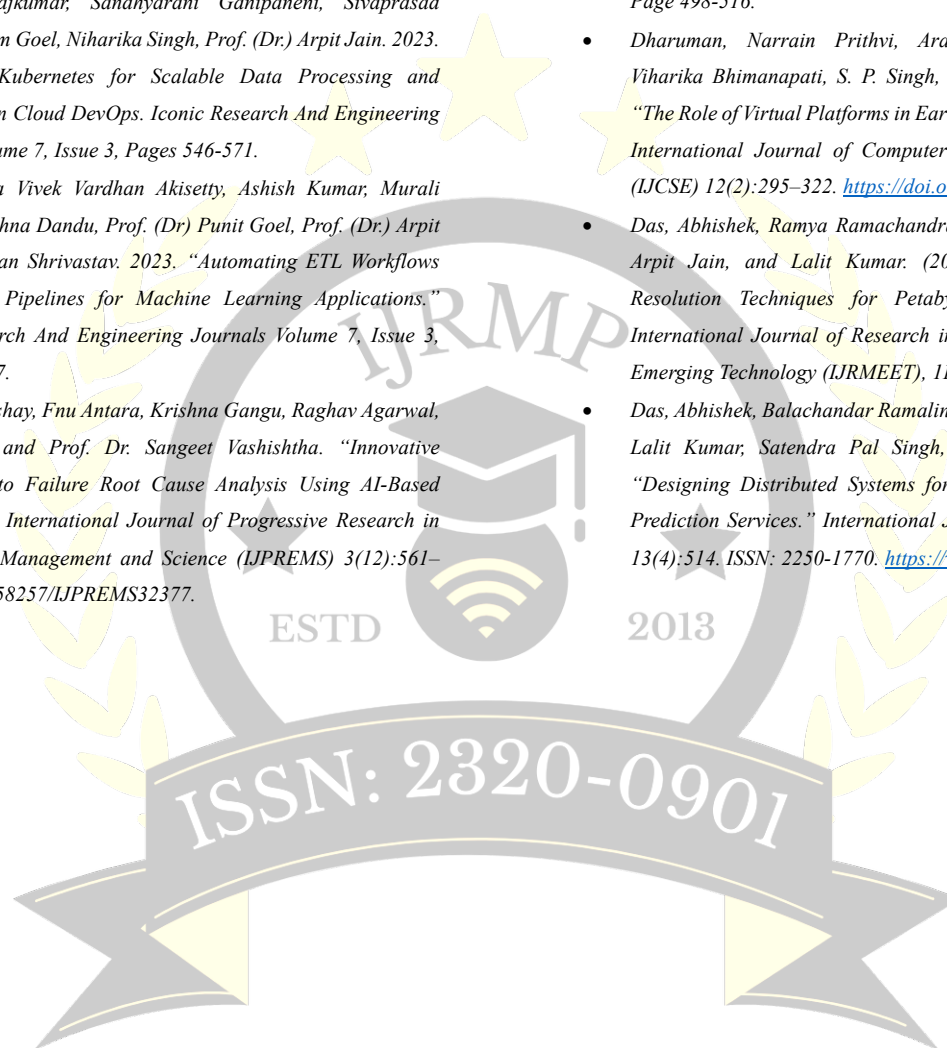 Sandhyarani Ganipaneni, Sivaprasad
m Goel, Niharika Singh, Prof. (Dr.) Arpit Jain. 2023.
Kubernetes for Scalable Data Processing and
n Cloud DevOps. Iconic Research And Engineering
ume 7, Issue 3, Pages 546-571.
a Vivek Vardhan Akisetty, Ashish Kumar, Murali
hna Dandu, Prof. (Dr) Punit Goel, Prof. (Dr.) Arpit
an Shrivastav. 2023. “Automating ETL Workflows
Pipelines for Machine Learning Applications.”
rch And Engineering Journals Volume 7, Issue 3,
7.
shay, Fnu Antara, Krishna Gangu, Raghav Agarwal,
and Prof. Dr. Sangeet Vashishtha. “Innovative
to Failure Root Cause Analysis Using AI-Based
International Journal of Progressive Research in
Management and Science (IJPREMS) 3(12):561–
58257/IJPREMS32377.
Page 498-516.
• Dharuman, Narrain Prithvi, Ara
Viharika Bhimanapati, S. P. Singh,
“The Role of Virtual Platforms in Ear
International Journal of Computer
(IJCSE) 12(2):295–322. https://doi.o
• Das, Abhishek, Ramya Ramachandra
Arpit Jain, and Lalit Kumar. (20
Resolution Techniques for Petaby
International Journal of Research in
Emerging Technology (IJRMEET), 11
• Das, Abhishek, Balachandar Ramalin
Lalit Kumar, Satendra Pal Singh,
“Designing Distributed Systems for
Prediction Services.” International J
13(4):514. ISSN: 2250-1770. https://
IJRMP
ESTD 2013
ISSN: 2320-0901